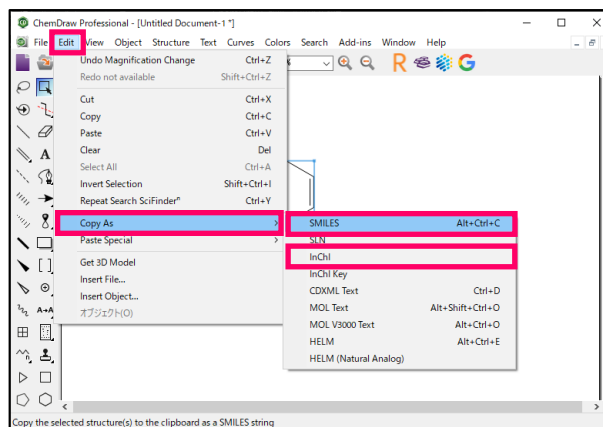 ChemDraw Professional - [Untitled Document-1 *]
File Edit View Object Structure Text Curves Colors Search Add-ins Window Help
Undo Magnification Change Ctrl+Z
Redo not available Shift+Ctrl+Z
Cut Ctrl+X
Copy Ctrl+C
Paste Ctrl+V
Clear Del
Select All Ctrl+A
Invert Selection Shift+Ctrl+I
Repeat Search SciFinderⁿ Ctrl+Y
Copy As >
Paste Special >
Get 3D Model
Insert File...
Insert Object...
オブジェクト(O)
SMILES Alt+Ctrl+C
SLN
InChI
InChI Key
CDXML Text Ctrl+D
MOL Text Alt+Shift+Ctrl+O
MOL V3000 Text Alt+Ctrl+O
HELM Alt+Ctrl+E
HELM (Natural Analog)
Copy the selected structure(s) to the clipboard as a SMILES string